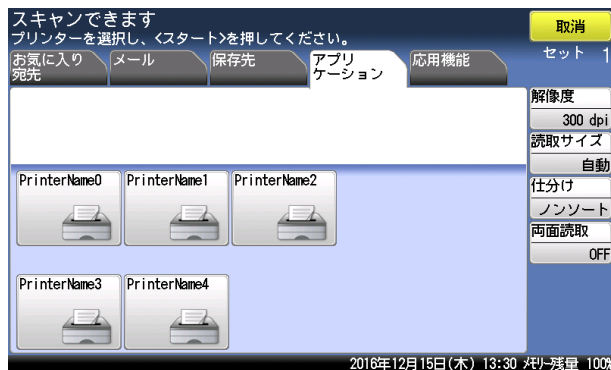 スキャンできます
プリンターを選択し、<スタート>を押してください。
取消
セット 1
お気に入り
宛先
メール
保存先
アプリ
ケーション
応用機能
解像度
300 dpi
読取サイズ
自動
仕分け
ノンソート
両面読取
OFF
PrinterName0
PrinterName1
PrinterName2
PrinterName3
PrinterName4
2016年12月15日(木) 13:30 メモリー残量 100%